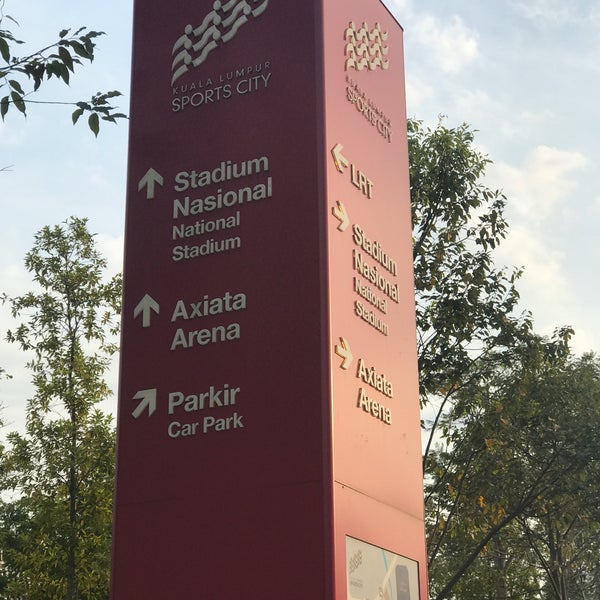 KUALA LUMPUR
SPORTS CITY
Stadium
Nasional
National
Stadium
Axiata
Arena
Parkir
Car Park
KUALA LUMPUR
SPORTS CITY
LRT
Stadium
Nasional
National
Stadium
Axiata
Arena